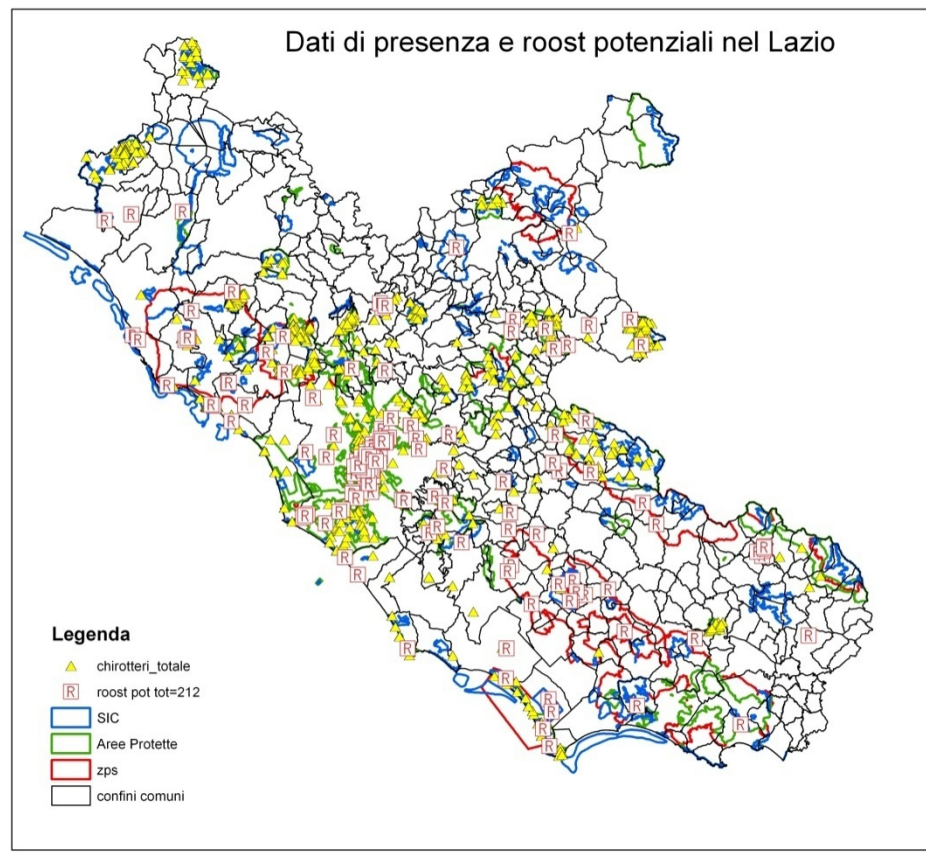 Dati di presenza e roost potenziali nel Lazio
Legenda
chirotteri_totale
R roost pot tot=212
SIC
Aree Protette
zps
confini comuni